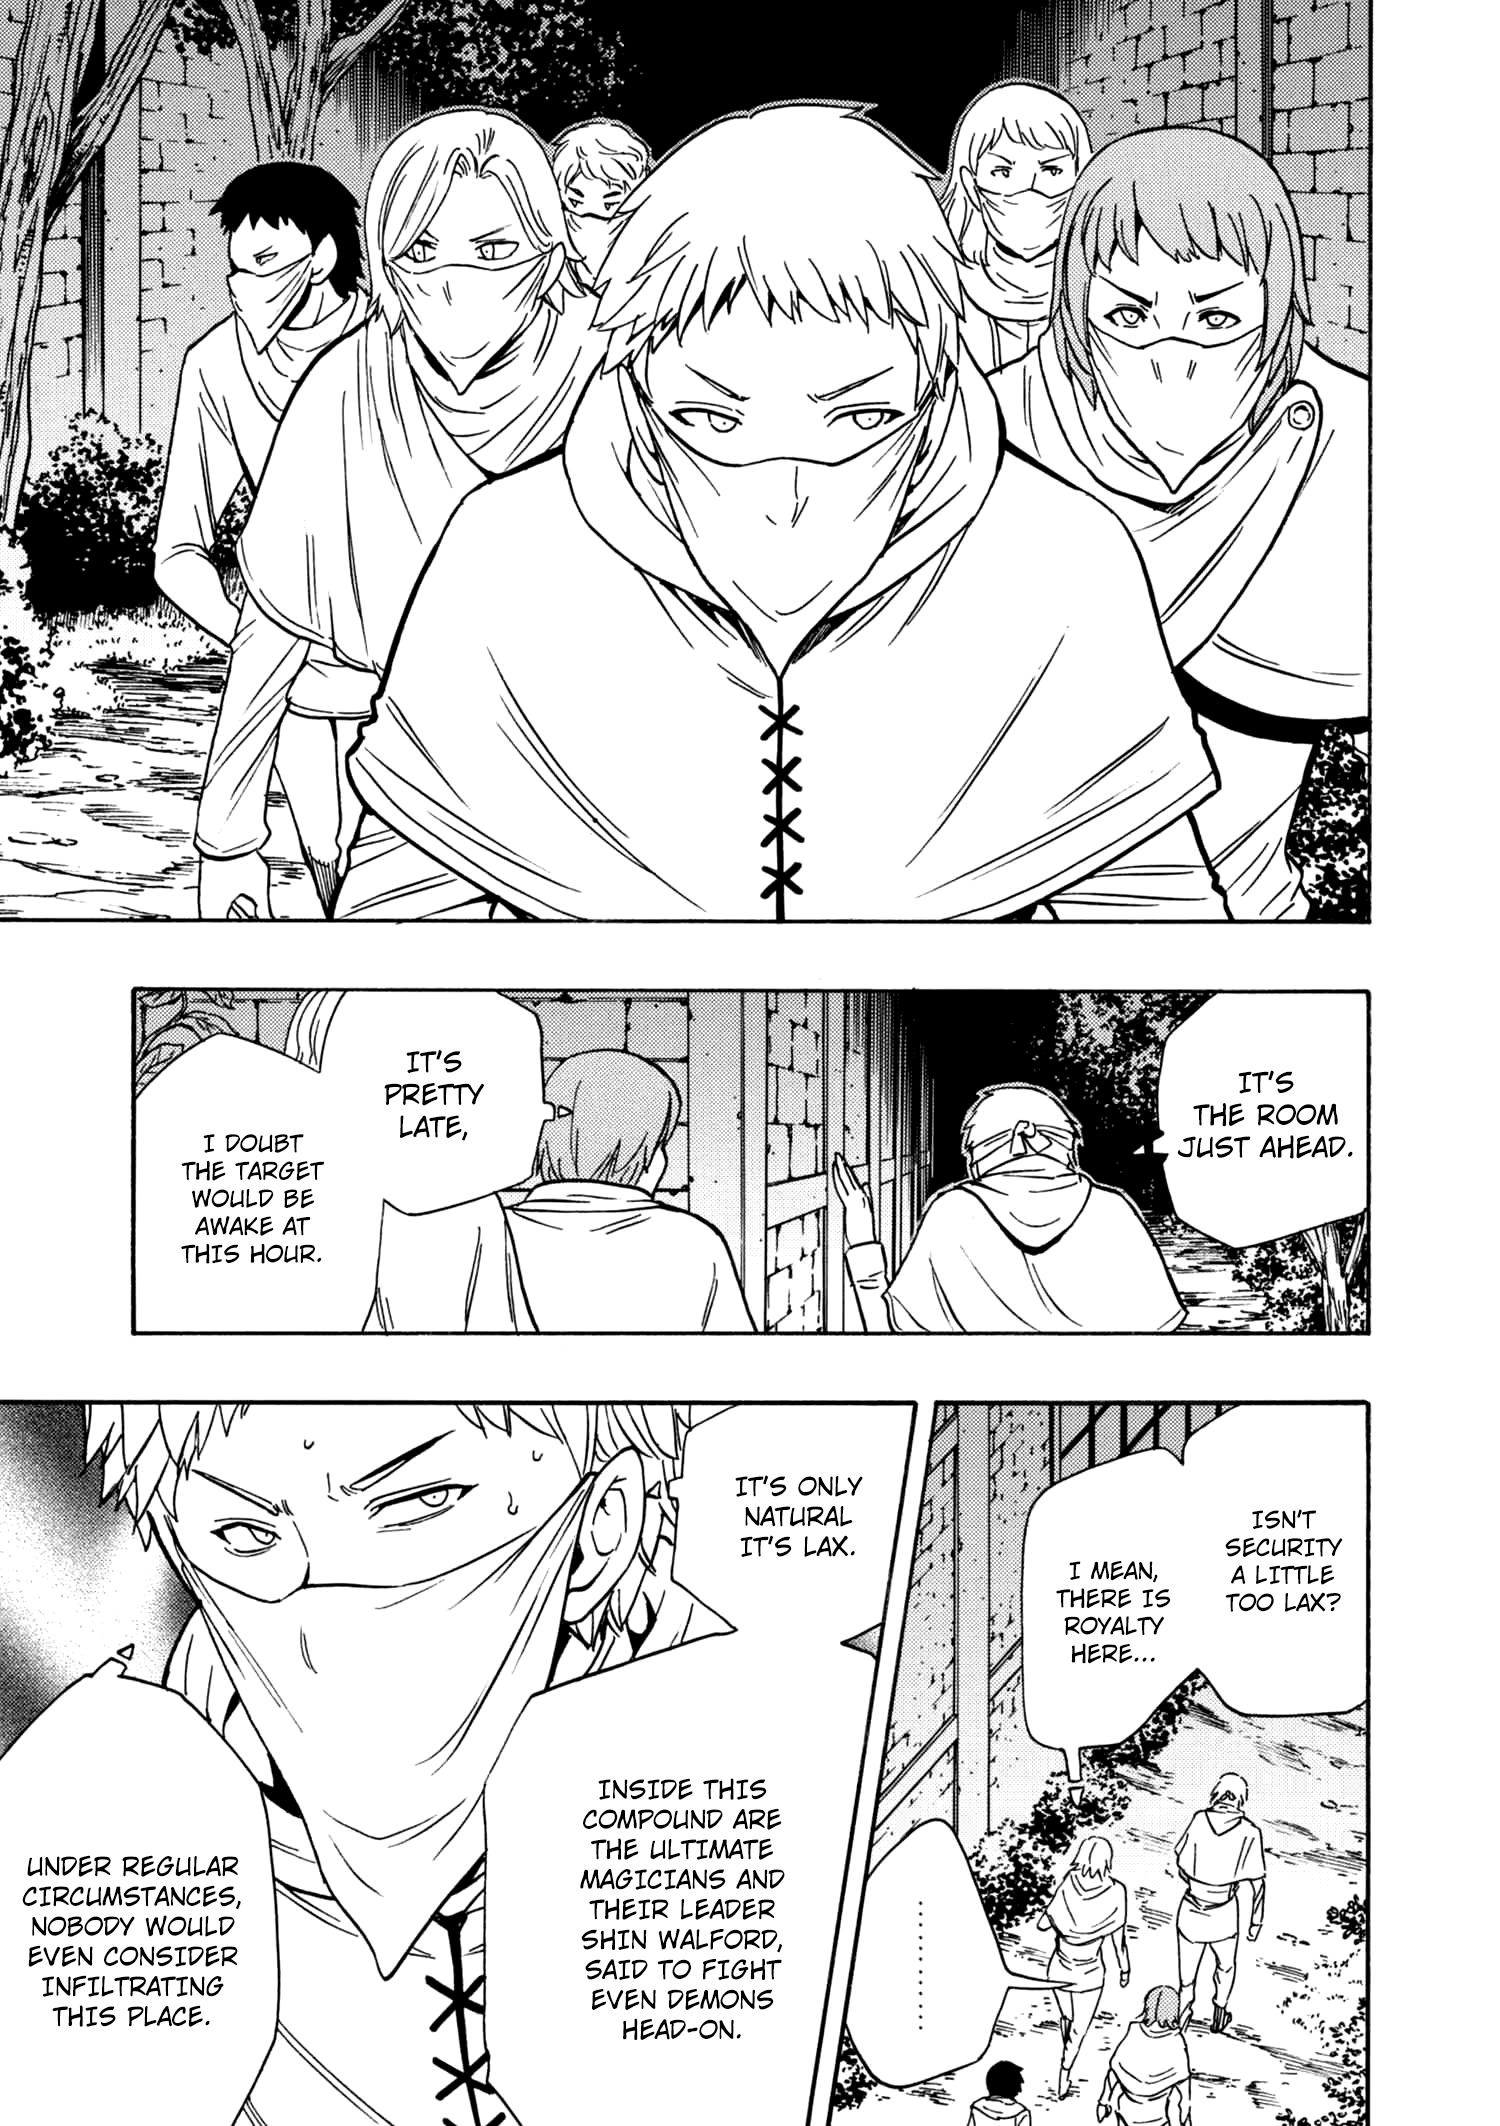 IT'S
THE ROOM
JUST AHEAD.
IT'S
PRETTY
LATE,
I DOUBT
THE TARGET
WOULD BE
AWAKE AT
THIS HOUR.
ISN'T
SECURITY
A LITTLE
TOO LAX?
I MEAN,
THERE IS
ROYALTY
HERE...
..........
IT'S ONLY
NATURAL
IT'S LAX.
INSIDE THIS
COMPOUND ARE
THE ULTIMATE
MAGICIANS AND
THEIR LEADER
SHIN WALFORD,
SAID TO FIGHT
EVEN DEMONS
HEAD-ON.
UNDER REGULAR
CIRCUMSTANCES,
NOBODY WOULD
EVEN CONSIDER
INFILTRATING
THIS PLACE.